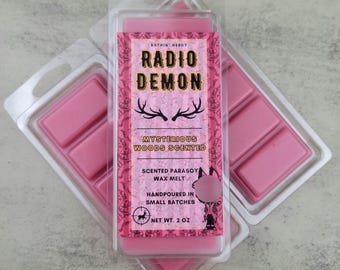 RADIO
DEMON
MYSTERIOUS
WOODS SCENTED
SCENTED PARASOY
WAX MELT
HANDPOURED IN
SMALL BATCHES
NET WT. 2 OZ